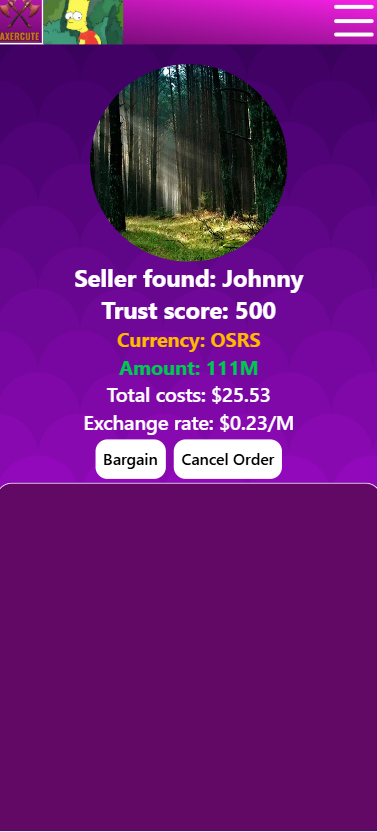 AXERCUTE
Seller found: Johnny
Trust score: 500
Currency: OSRS
Amount: 111M
Total costs: $25.53
Exchange rate: $0.23/M
Bargain Cancel Order